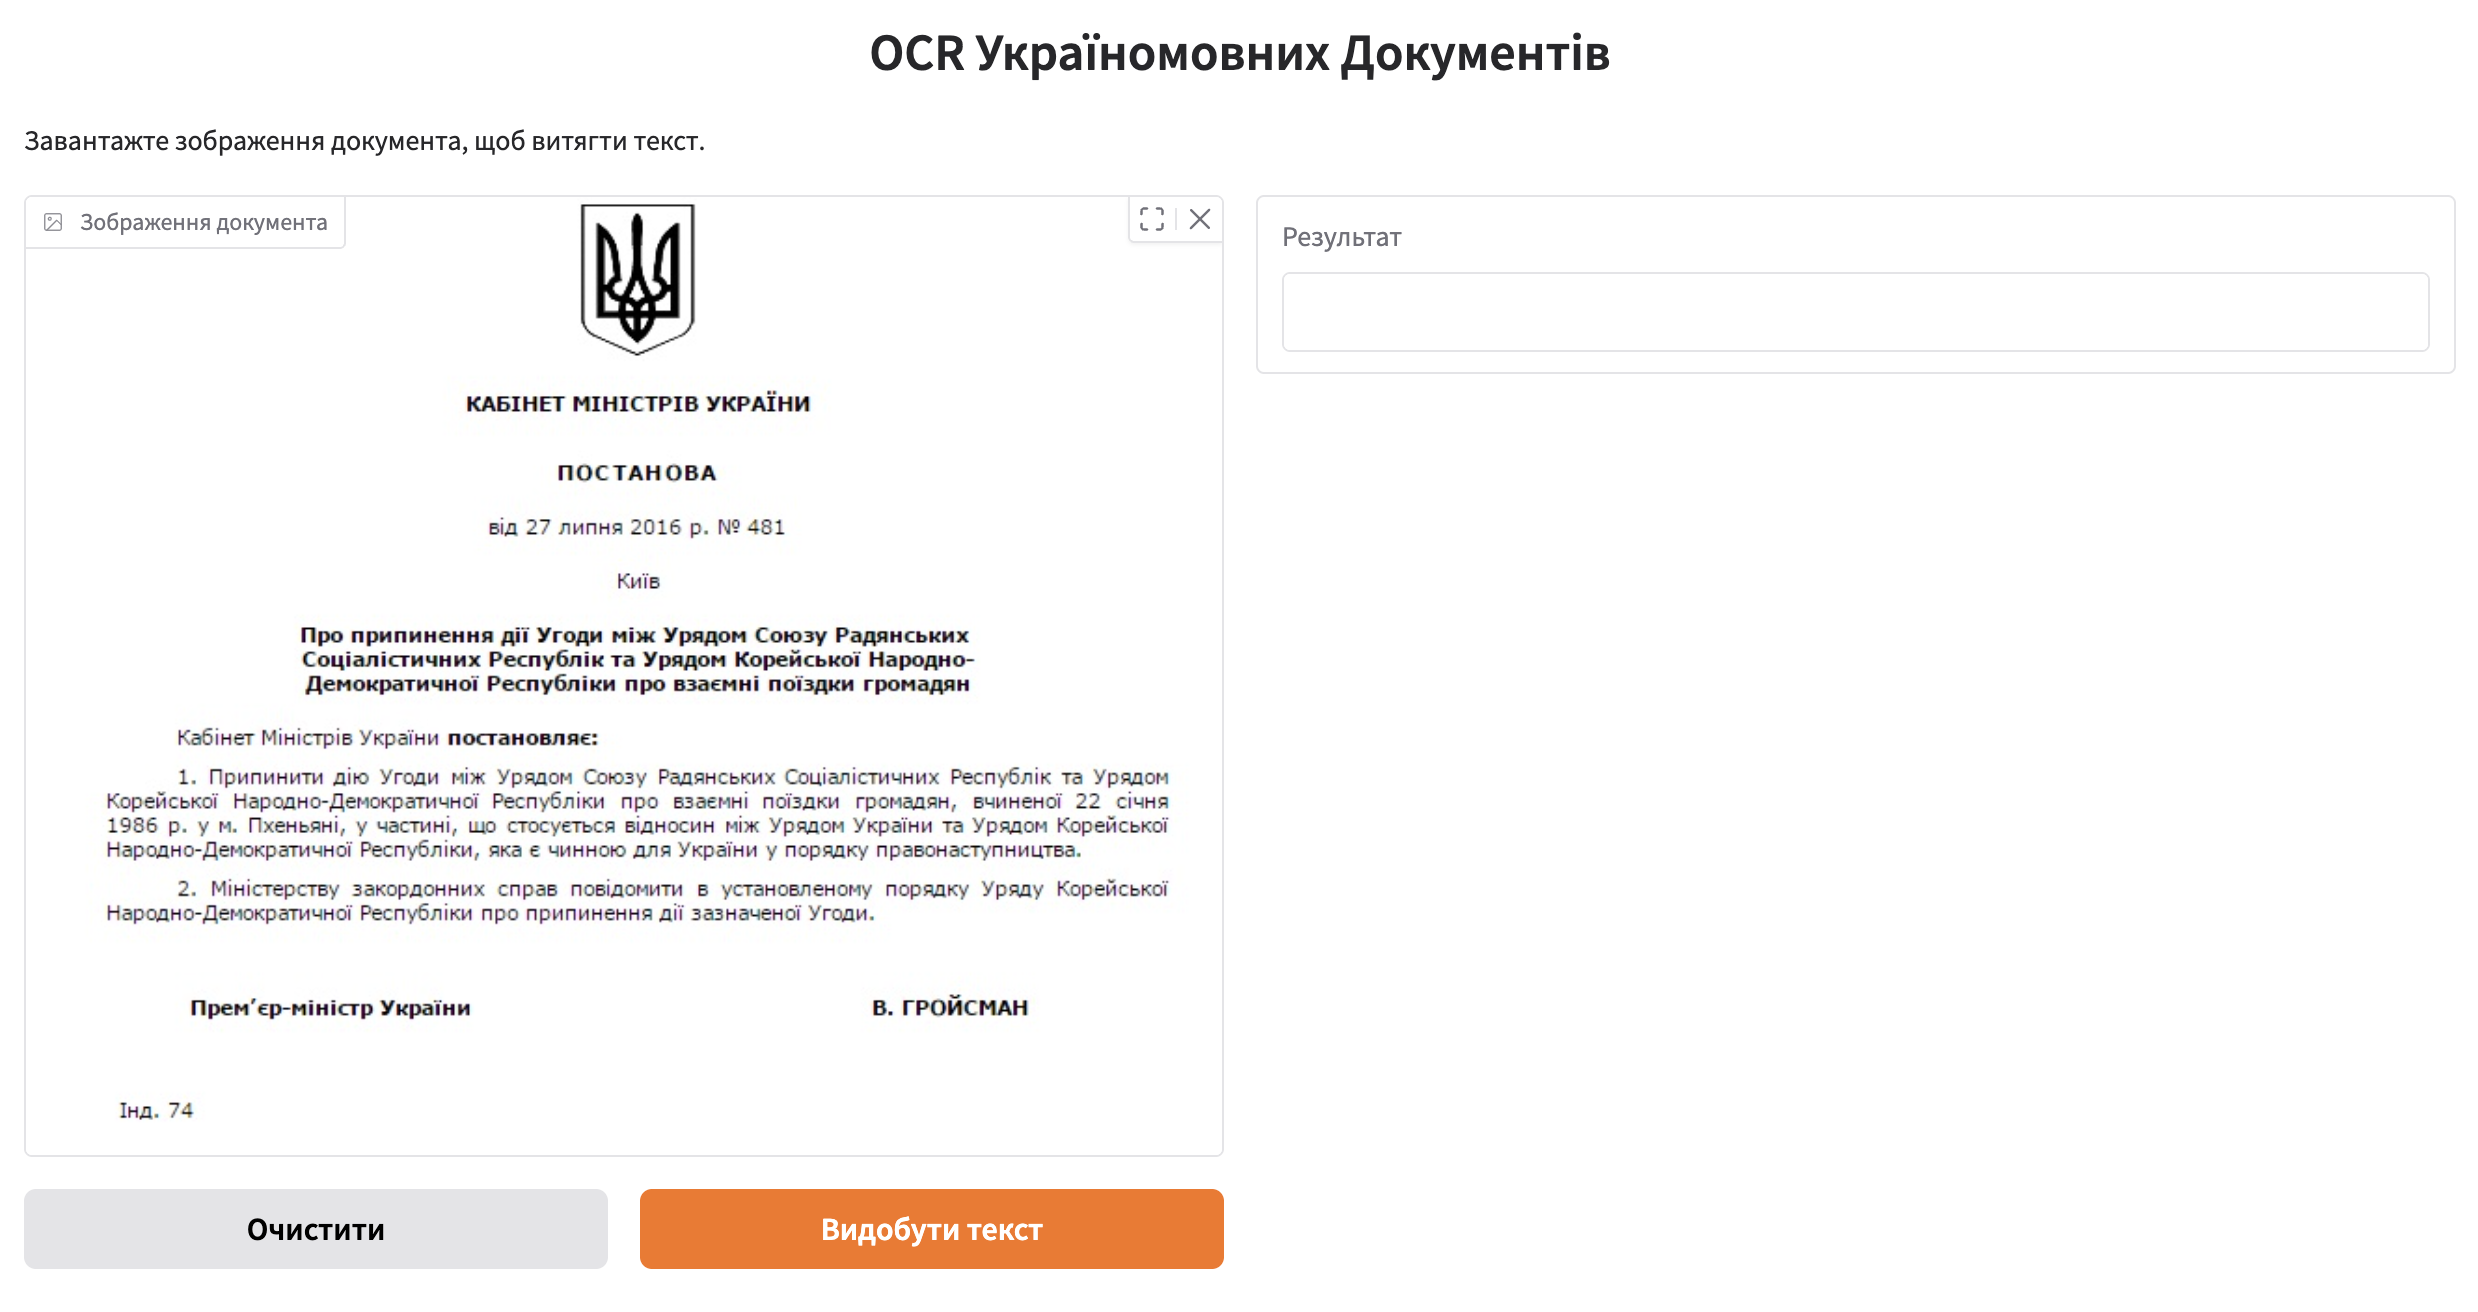 OCR Україномовних Документів
Завантажте зображення документа, щоб витягти текст.
Зображення документа
КАБІНЕТ МІНІСТРІВ УКРАЇНИ
ПОСТАНОВА
від 27 липня 2016 р. № 481
Київ
Про припинення дії Угоди між Урядом Союзу Радянських
Соціалістичних Республік та Урядом Корейської Народно-
Демократичної Республіки про взаємні поїздки громадян
Кабінет Міністрів України постановляє:
1. Припинити дію Угоди між Урядом Союзу Радянських Соціалістичних Республік та Урядом
Корейської Народно-Демократичної Республіки про взаємні поїздки громадян, вчиненої 22 січня
1986 р. у м. Пхеньяні, у частині, що стосується відносин між Урядом України та Урядом Корейської
Народно-Демократичної Республіки, яка є чинною для України у порядку правонаступництва.
2. Міністерству закордонних справ повідомити в установленому порядку Уряду Корейської
Народно-Демократичної Республіки про припинення дії зазначеної Угоди.
Прем’єр-міністр України В. ГРОЙСМАН
Інд. 74
Очистити
Видобути текст
Результат